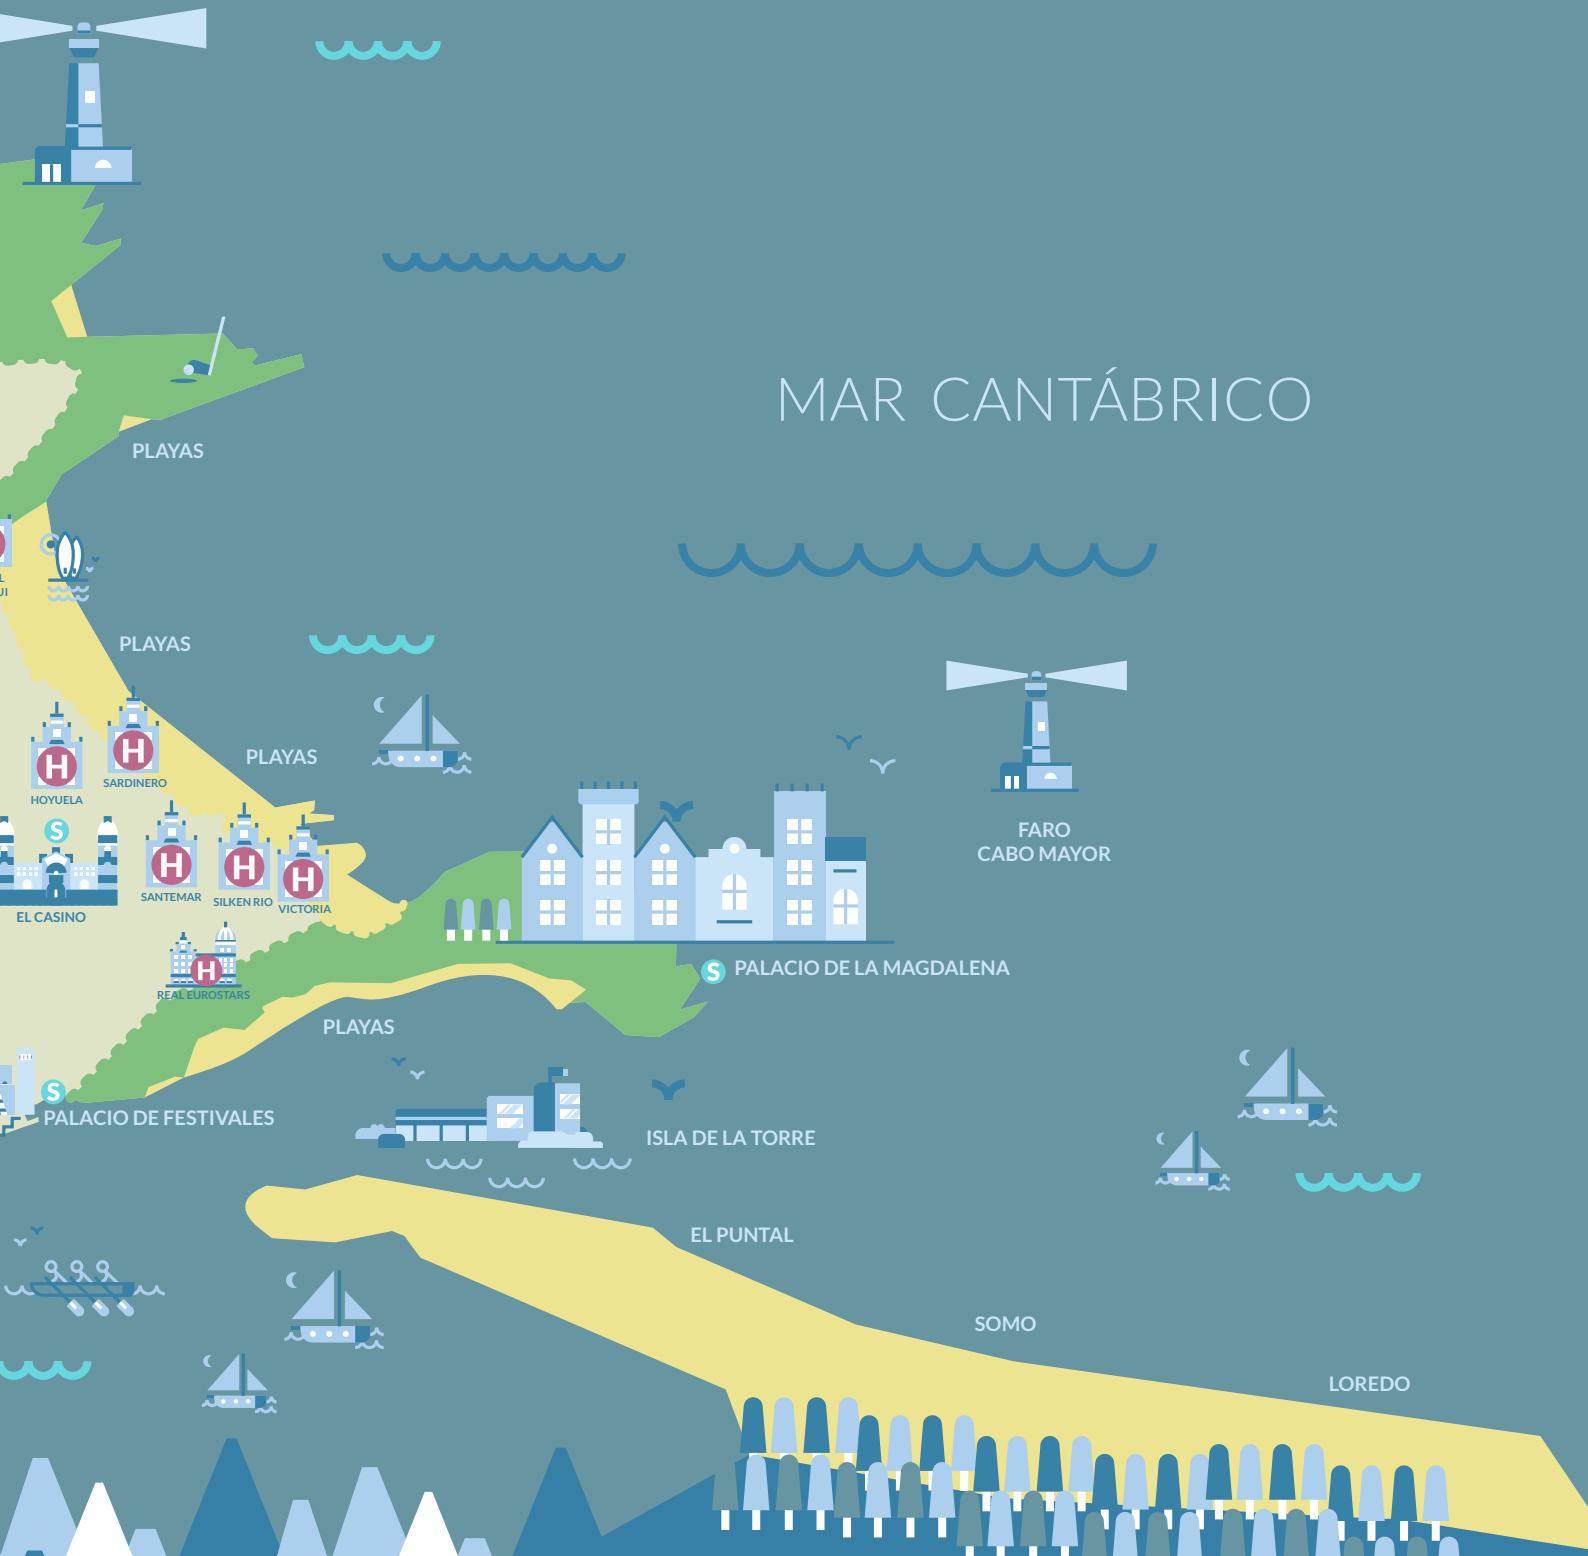 MAR CANTÁBRICO
PLAYAS
L
UI
PLAYAS
PLAYAS
H
SARDINERO
H
HOYUELA
S
EL CASINO
H
SANTEMAR
H
SILKEN RIO
H
VICTORIA
FARO
CABO MAYOR
H
REAL EUROSTARS
S PALACIO DE LA MAGDALENA
PLAYAS
S
PALACIO DE FESTIVALES
ISLA DE LA TORRE
EL PUNTAL
SOMO
LOREDO